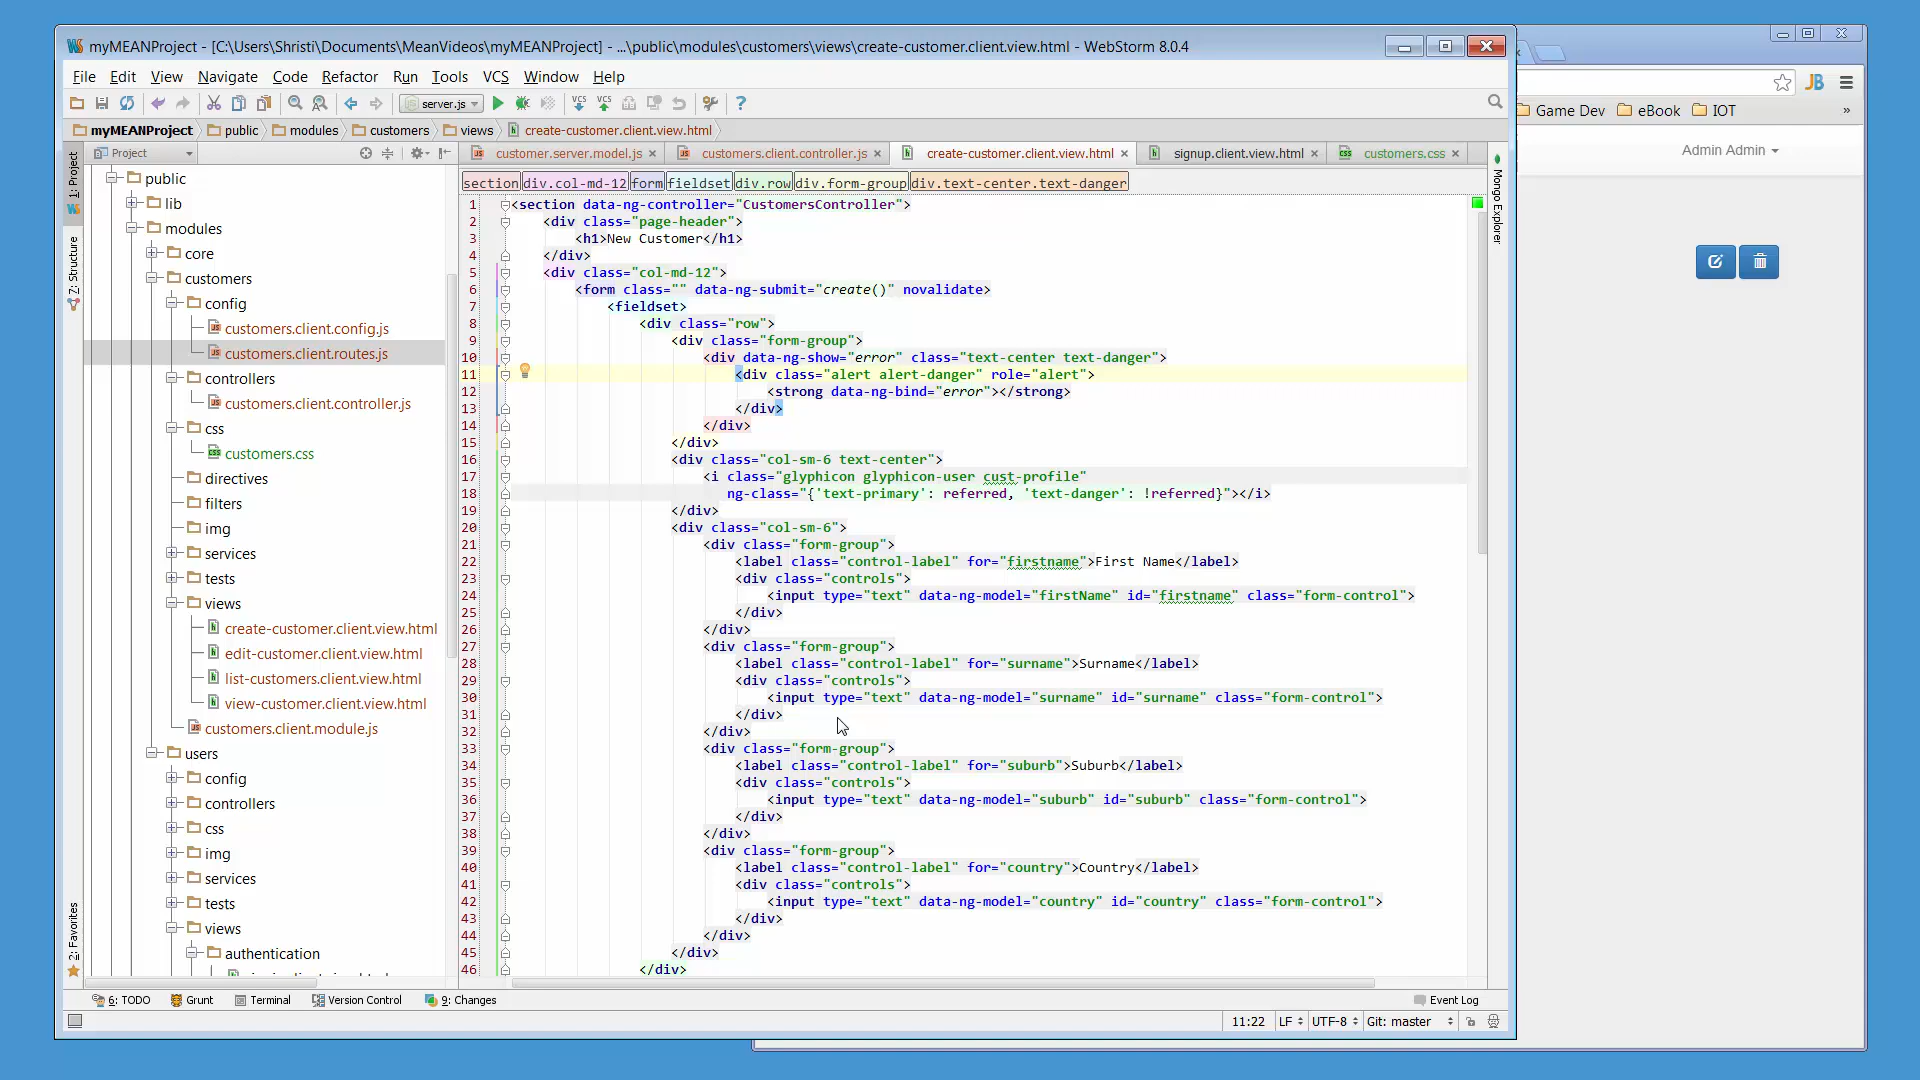 myMEANProject - [C:\Users\Shristi\Documents\MeanVideos\myMEANProject] - ...\public\modules\customers\views\create-customer.client.view.html - WebStorm 8.0.4
File Edit View Navigate Code Refactor Run Tools VCS Window Help
server.js
VCS VCS
myMEANProject public modules customers views create-customer.client.view.html
Project
customer.server.model.js customers.client.controller.js create-customer.client.view.html signup.client.view.html customers.css
section div.col-md-12 form fieldset div.row div.form-group div.text-center.text-danger
1: Project
7: Structure
2: Favorites
public
lib
modules
core
customers
config
customers.client.config.js
customers.client.routes.js
controllers
customers.client.controller.js
css
customers.css
directives
filters
img
services
tests
views
create-customer.client.view.html
edit-customer.client.view.html
list-customers.client.view.html
view-customer.client.view.html
customers.client.module.js
users
config
controllers
css
img
services
tests
views
authentication
1 <section data-ng-controller="CustomersController">
2 <div class="page-header">
3 <h1>New Customer</h1>
4 </div>
5 <div class="col-md-12">
6 <form class="" data-ng-submit="create()" novalidate>
7 <fieldset>
8 <div class="row">
9 <div class="form-group">
10 <div data-ng-show="error" class="text-center text-danger">
11 <div class="alert alert-danger" role="alert">
12 <strong data-ng-bind="error"></strong>
13 </div>
14 </div>
15 </div>
16 <div class="col-sm-6 text-center">
17 <i class="glyphicon glyphicon-user cust-profile"
18 ng-class="{'text-primary': referred, 'text-danger': !referred}"></i>
19 </div>
20 <div class="col-sm-6">
21 <div class="form-group">
22 <label class="control-label" for="firstname">First Name</label>
23 <div class="controls">
24 <input type="text" data-ng-model="firstName" id="firstname" class="form-control">
25 </div>
26 </div>
27 <div class="form-group">
28 <label class="control-label" for="surname">Surname</label>
29 <div class="controls">
30 <input type="text" data-ng-model="surname" id="surname" class="form-control">
31 </div>
32 </div>
33 <div class="form-group">
34 <label class="control-label" for="suburb">Suburb</label>
35 <div class="controls">
36 <input type="text" data-ng-model="suburb" id="suburb" class="form-control">
37 </div>
38 </div>
39 <div class="form-group">
40 <label class="control-label" for="country">Country</label>
41 <div class="controls">
42 <input type="text" data-ng-model="country" id="country" class="form-control">
43 </div>
44 </div>
45 </div>
46 </div>
Mongo Explorer
6: TODO Grunt Terminal Version Control 9: Changes Event Log
11:22 LF UTF-8 Git: master
JB
Game Dev eBook IOT »
Admin Admin